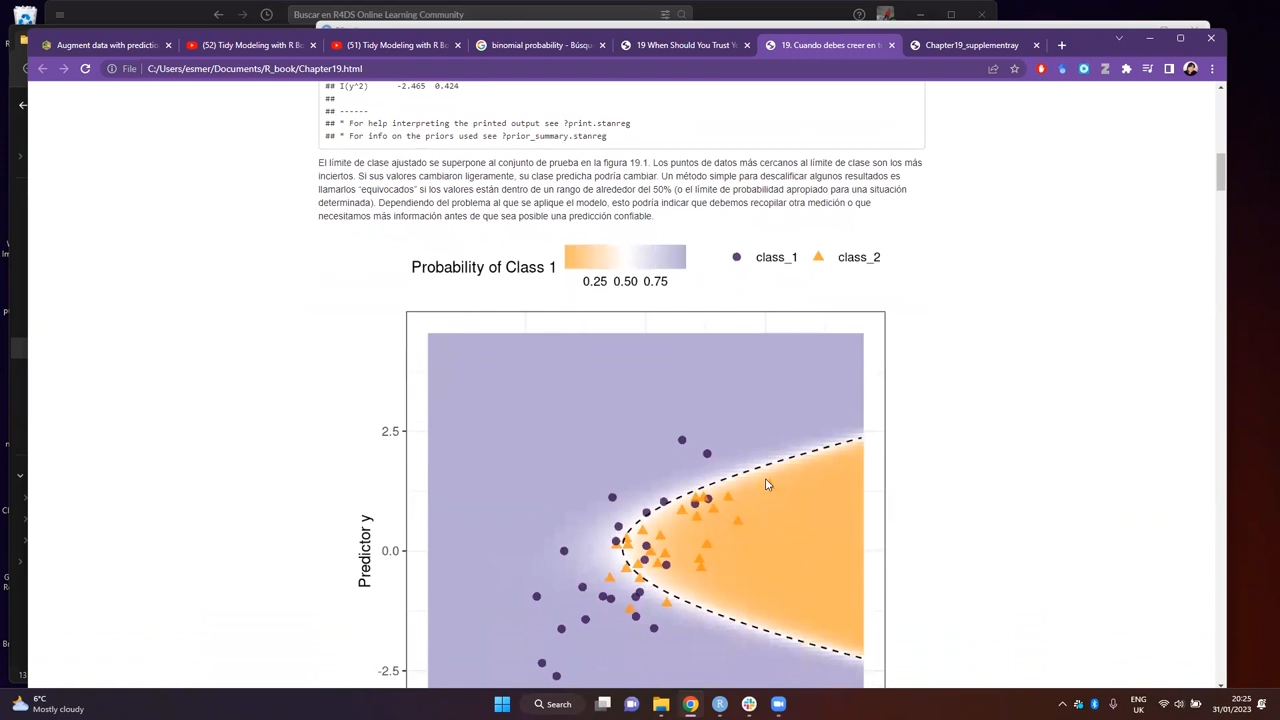 Buscar en R4DS Online Learning Community
Augment data with predictio
(52) Tidy Modeling with R Bo
(51) Tidy Modeling with R Bo
binomial probability - Búsqu
19 When Should You Trust Yo
19. Cuando debes creer en t
Chapter19_supplementray
File
C:/Users/esmer/Documents/R_book/Chapter19.html
## I(y^2) -2.465 0.424
##
## ------
## * For help interpreting the printed output see ?print.stanreg
## * For info on the priors used see ?prior_summary.stanreg
El límite de clase ajustado se superpone al conjunto de prueba en la figura 19.1. Los puntos de datos más cercanos al límite de clase son los más
inciertos. Si sus valores cambiaron ligeramente, su clase predicha podría cambiar. Un método simple para descalificar algunos resultados es
llamarlos “equivocados” si los valores están dentro de un rango de alrededor del 50% (o el límite de probabilidad apropiado para una situación
determinada). Dependiendo del problema al que se aplique el modelo, esto podría indicar que debemos recopilar otra medición o que
necesitamos más información antes de que sea posible una predicción confiable.
Probability of Class 1
0.25 0.50 0.75
class_1
class_2
2.5
0.0
-2.5
Predictor y
6°C
Mostly cloudy
Search
ENG
UK
20:25
31/01/2023